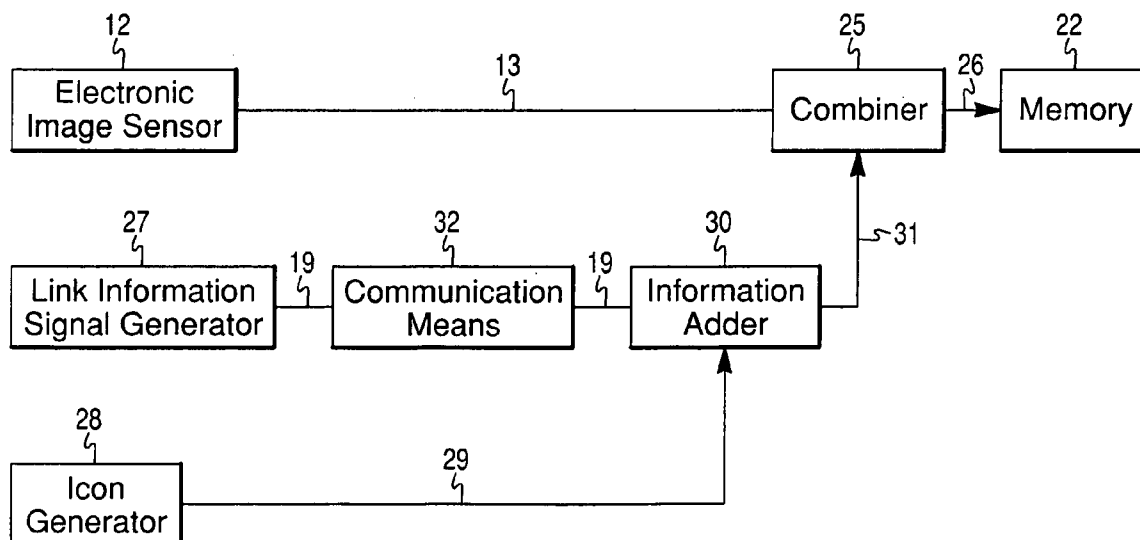 12
25
22
Electronic
Image Sensor
13
Combiner
26
Memory
27
32
30
31
Link Information
Signal Generator
19
Communication
Means
19
Information
Adder
28
Icon
Generator
29